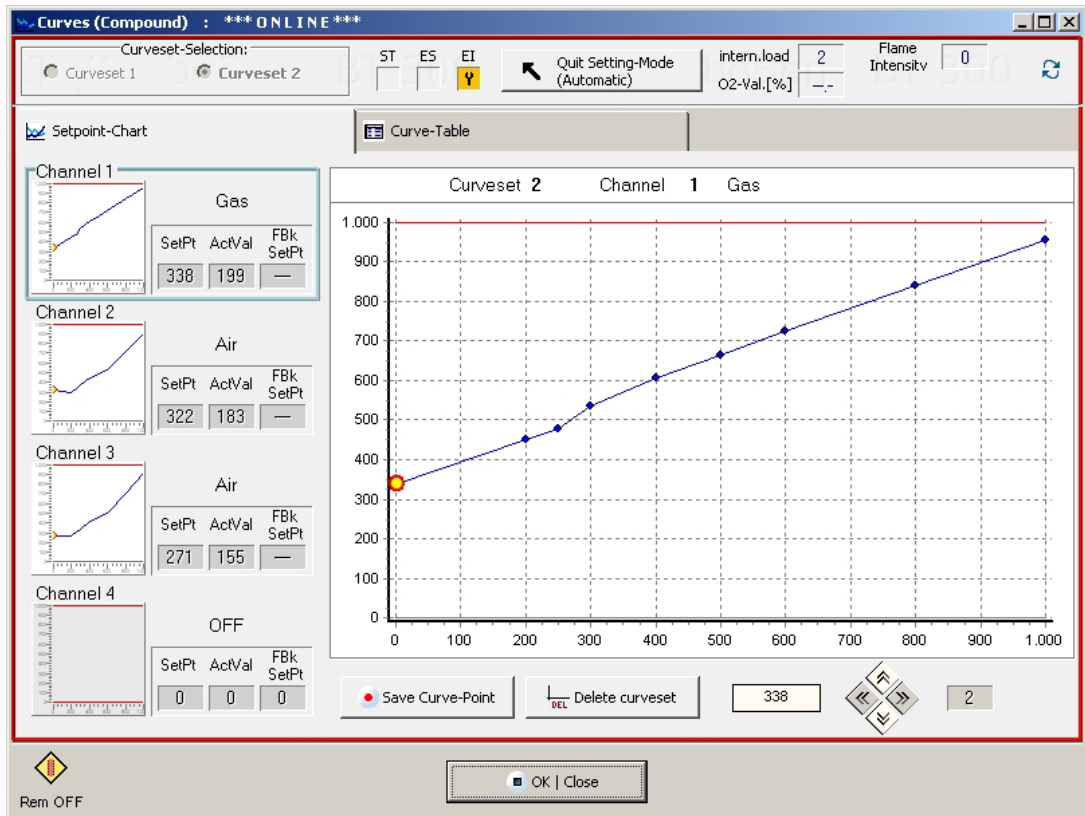 Curves (Compound) : ***ONLINE***
Curveset-Selection:
Curveset 1 Curveset 2
ST ES EI
Quit Setting-Mode
(Automatic)
intern.load 2
O2-Val.[%] --.-
Flame
Intensity 0
Setpoint-Chart
Curve-Table
Channel 1
Gas
SetPt ActVal FBk
SetPt
338 199 —
Channel 2
Air
SetPt ActVal FBk
SetPt
322 183 —
Channel 3
Air
SetPt ActVal FBk
SetPt
271 155 —
Channel 4
OFF
SetPt ActVal FBk
SetPt
0 0 0
Curveset 2 Channel 1 Gas
1.000
900
800
700
600
500
400
300
200
100
0
0 100 200 300 400 500 600 700 800 900 1.000
Save Curve-Point
DEL Delete curveset
338
2
Rem OFF
OK | Close